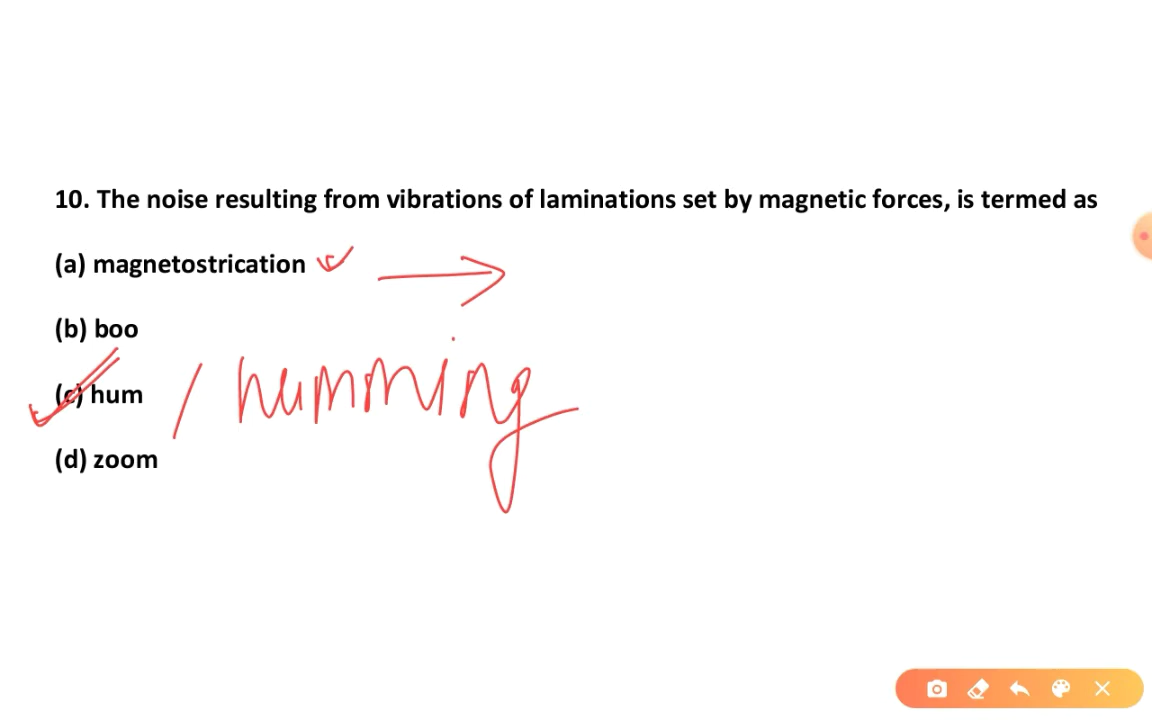 10. The noise resulting from vibrations of laminations set by magnetic forces, is termed as
(a) magnetostrication
(b) boo
(c) hum / humming
(d) zoom